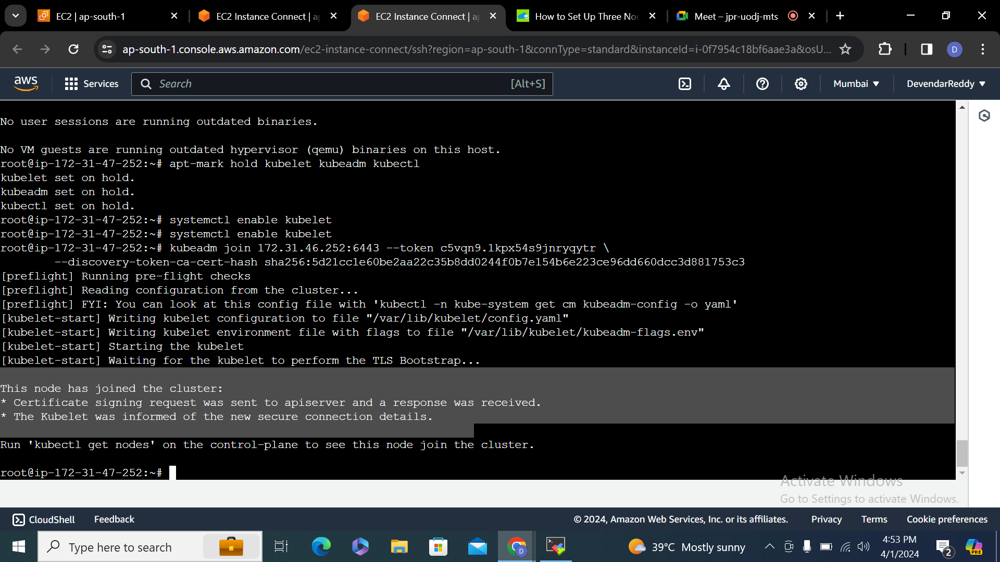 EC2 | ap-south-1
EC2 Instance Connect | a
EC2 Instance Connect | ap
How to Set Up Three No
Meet – jpr-uodj-mts
ap-south-1.console.aws.amazon.com/ec2-instance-connect/ssh?region=ap-south-1&connType=standard&instanceId=i-0f7954c18bf6aae3a&osU...
D
aws
Services
Search
[Alt+S]
Mumbai
DevendarReddy
No user sessions are running outdated binaries.
No VM guests are running outdated hypervisor (qemu) binaries on this host.
root@ip-172-31-47-252:~# apt-mark hold kubelet kubeadm kubectl
kubelet set on hold.
kubeadm set on hold.
kubectl set on hold.
root@ip-172-31-47-252:~# systemctl enable kubelet
root@ip-172-31-47-252:~# systemctl enable kubelet
root@ip-172-31-47-252:~# kubeadm join 172.31.46.252:6443 --token c5vqn9.1kpx54s9jnryqytr \
--discovery-token-ca-cert-hash sha256:5d21cc1e60be2aa22c35b8dd0244f0b7e154b6e223ce96dd660dcc3d881753c3
[preflight] Running pre-flight checks
[preflight] Reading configuration from the cluster...
[preflight] FYI: You can look at this config file with 'kubectl -n kube-system get cm kubeadm-config -o yaml'
[kubelet-start] Writing kubelet configuration to file "/var/lib/kubelet/config.yaml"
[kubelet-start] Writing kubelet environment file with flags to file "/var/lib/kubelet/kubeadm-flags.env"
[kubelet-start] Starting the kubelet
[kubelet-start] Waiting for the kubelet to perform the TLS Bootstrap...
This node has joined the cluster:
* Certificate signing request was sent to apiserver and a response was received.
* The Kubelet was informed of the new secure connection details.
Run 'kubectl get nodes' on the control-plane to see this node join the cluster.
root@ip-172-31-47-252:~#
Activate Windows
Go to Settings to activate Windows.
CloudShell
Feedback
© 2024, Amazon Web Services, Inc. or its affiliates.
Privacy
Terms
Cookie preferences
Type here to search
D
39°C Mostly sunny
4:53 PM
4/1/2024
2
PRE